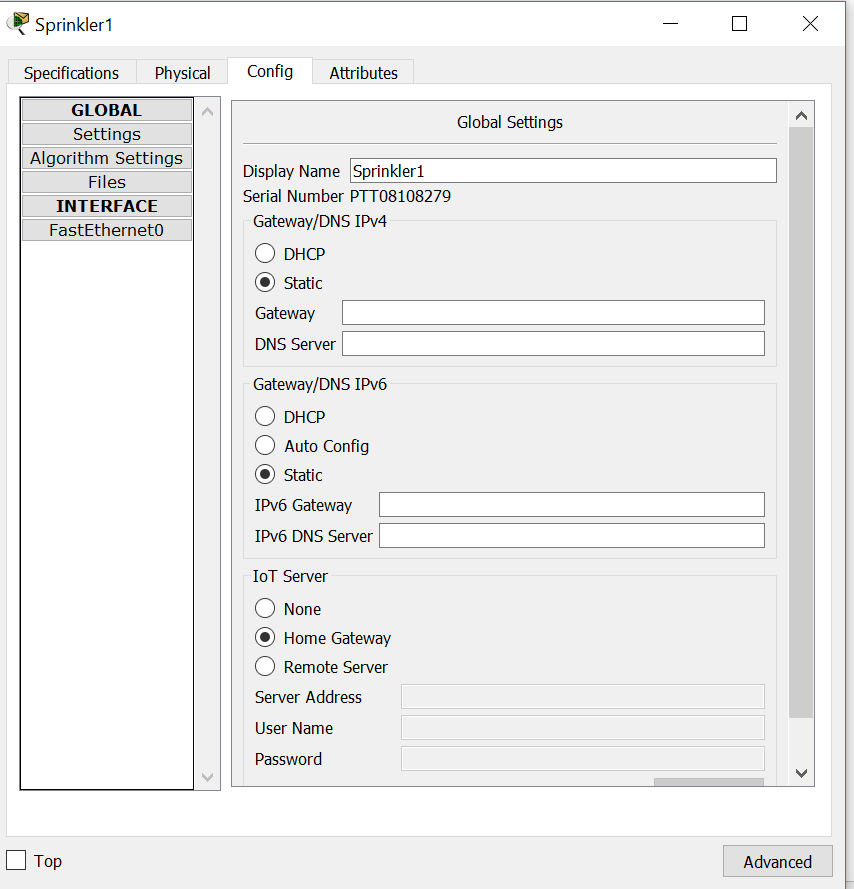 Sprinkler1
Specifications Physical Config Attributes
GLOBAL
Settings
Algorithm Settings
Files
INTERFACE
FastEthernet0
Global Settings
Display Name Sprinkler1
Serial Number PTT08108279
Gateway/DNS IPv4
DHCP
Static
Gateway
DNS Server
Gateway/DNS IPv6
DHCP
Auto Config
Static
IPv6 Gateway
IPv6 DNS Server
IoT Server
None
Home Gateway
Remote Server
Server Address
User Name
Password
Top
Advanced